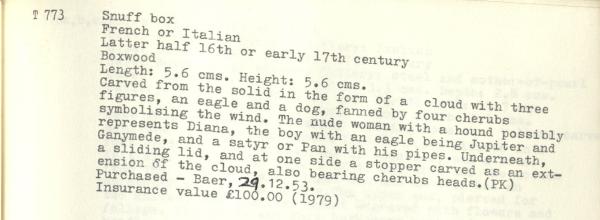 T 773
Snuff box
French or Italian
Latter half 16th or early 17th century
Boxwood
Length: 5.6 cms. Height: 5.6 cms.
Carved from the solid in the form of a cloud with three
figures, an eagle and a dog, fanned by four cherubs
symbolising the wind. The nude woman with a hound possibly
represents Diana, the boy with an eagle being Jupiter and
Ganymede, and a satyr or Pan with his pipes. Underneath,
a sliding lid, and at one side a stopper carved as an ext-
ension of the cloud, also bearing cherubs heads.(PK)
Purchased - Baer, 29.12.53.
Insurance value £100.00 (1979)